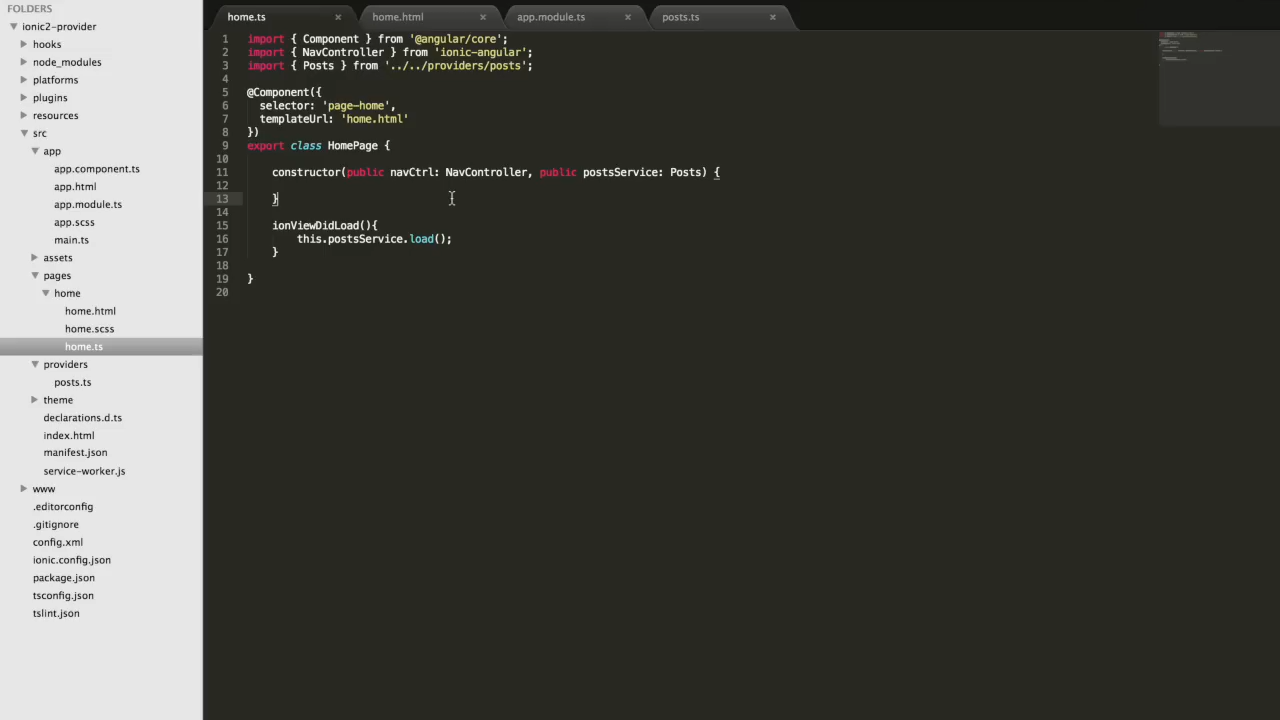 FOLDERS
ionic2-provider
hooks
node_modules
platforms
plugins
resources
src
app
app.component.ts
app.html
app.module.ts
app.scss
main.ts
assets
pages
home
home.html
home.scss
home.ts
providers
posts.ts
theme
declarations.d.ts
index.html
manifest.json
service-worker.js
www
.editorconfig
.gitignore
config.xml
ionic.config.json
package.json
tsconfig.json
tslint.json
home.ts × home.html × app.module.ts × posts.ts ×
1 import { Component } from '@angular/core';
2 import { NavController } from 'ionic-angular';
3 import { Posts } from '../../providers/posts';
4
5 @Component({
6   selector: 'page-home',
7   templateUrl: 'home.html'
8 })
9 export class HomePage {
10
11     constructor(public navCtrl: NavController, public postsService: Posts) {
12
13     }
14
15     ionViewDidLoad(){
16         this.postsService.load();
17     }
18
19 }
20